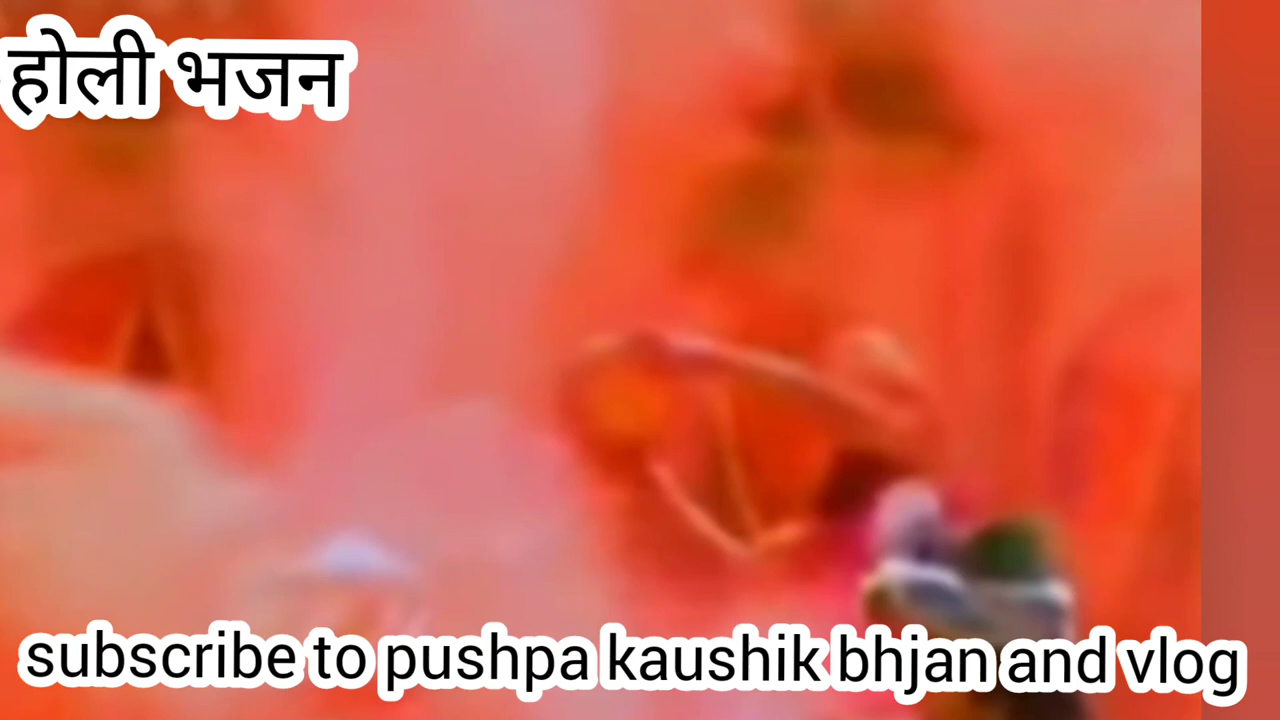 होली भजन
subscribe to pushpa kaushik bhjan and vlog